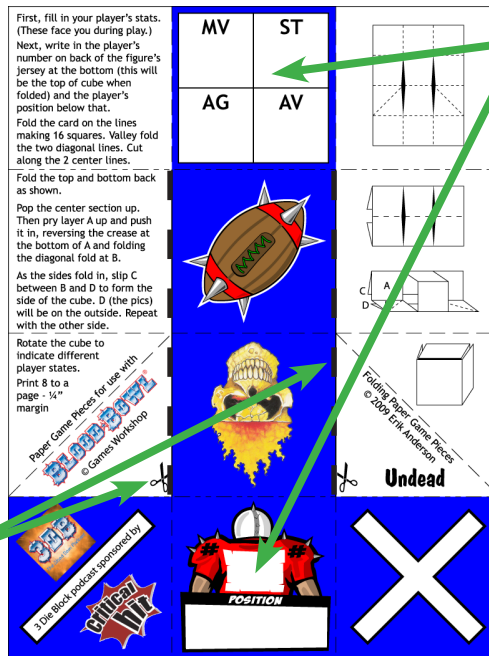 First, fill in your player's stats.
(These face you during play.)
Next, write in the player's
number on back of the figure's
jersey at the bottom (this will
be top of cube when
folded) and the player's
position below that.
Fold the card on the lines
making 16 squares. Valley fold
the two diagonal lines. Cut
along the 2 center lines.
MV
ST
AG
AV
Fold the top and bottom back
as shown.
Pop the center section up.
Then pry layer A up and push
it in, reversing the crease at
the bottom of A and folding
the diagonal fold at B.
As the sides fold in, slip C
between B and D to form the
side of the cube. D (the pics)
will be on the outside. Repeat
with the other side.
C
A
D
Rotate the cube to
indicate different
player states.
Print 8 to a
page - ¼"
margin
Paper Game Pieces for use with
BLOOD BOWL
© Games Workshop
Folding Paper Game Pieces
© 2009 Erik Anderson
Undead
3DB
3 Die Block podcast sponsored by
critical hit
# #
POSITION